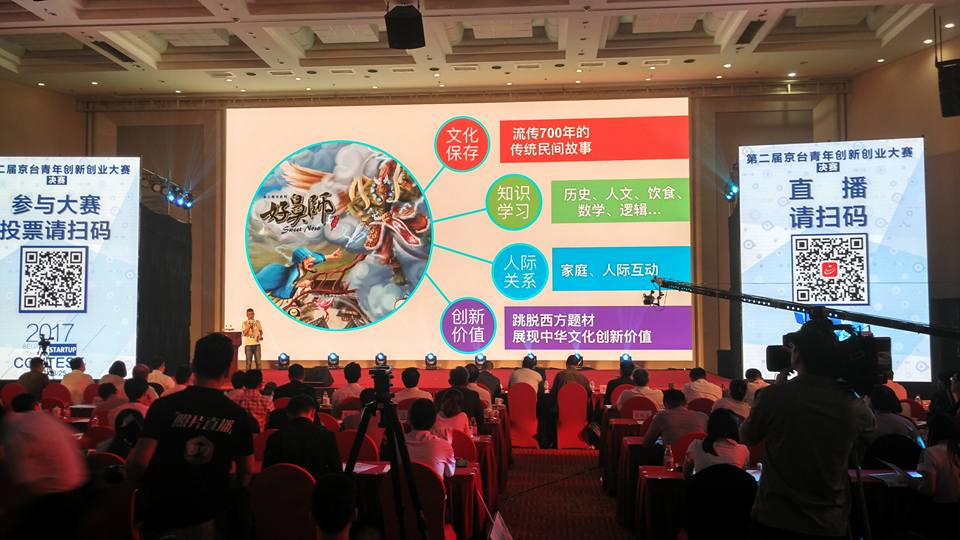 二届京台青年创新创业大赛
决赛
参与大赛
投票请扫码
2017
STARTUP
好鼻師
Sweet Nose
文化
保存
流传700年的
传统民间故事
知识
学习
历史、人文、饮食、
数学、逻辑...
人际
关系
家庭、人际互动
创新
价值
跳脱西方题材
展现中华文化创新价值
第二届京台青年创新创业大赛
决赛
直播
请扫码
照片直播